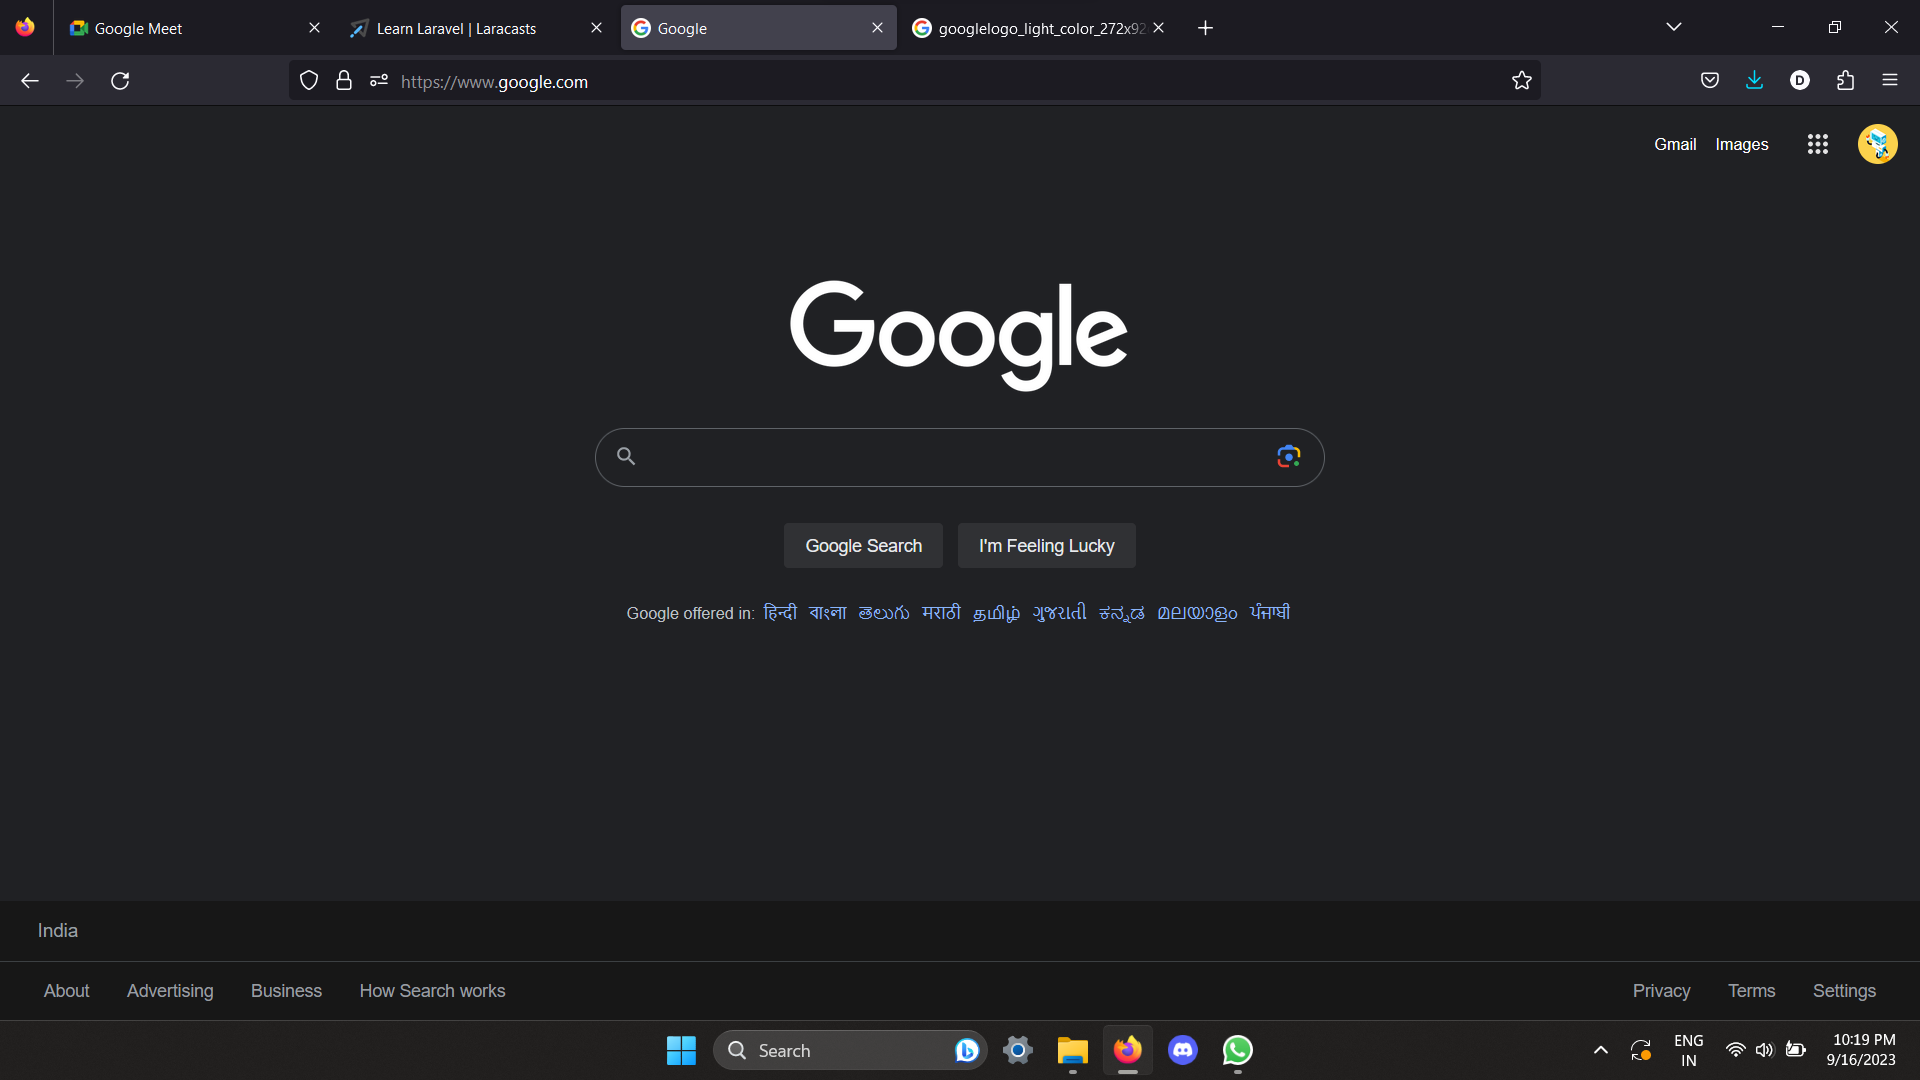 Google Meet
Learn Laravel | Laracasts
Google
googlelogo_light_color_272x92
https://www.google.com
D
Gmail Images
Google
Google Search I'm Feeling Lucky
Google offered in: हिन्दी বাংলা తెలుగు मराठी தமிழ் ગુજરાતી ಕನ್ನಡ മലയാളം ਪੰਜਾਬੀ
India
About Advertising Business How Search works Privacy Terms Settings
Search
ENG
IN
10:19 PM
9/16/2023